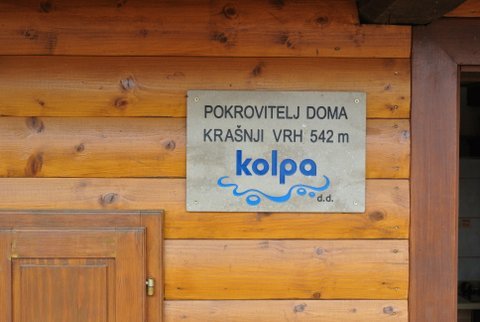 POKROVITELJ DOMA
KRAŠNJI VRH 542 m
kolpa
d.d.